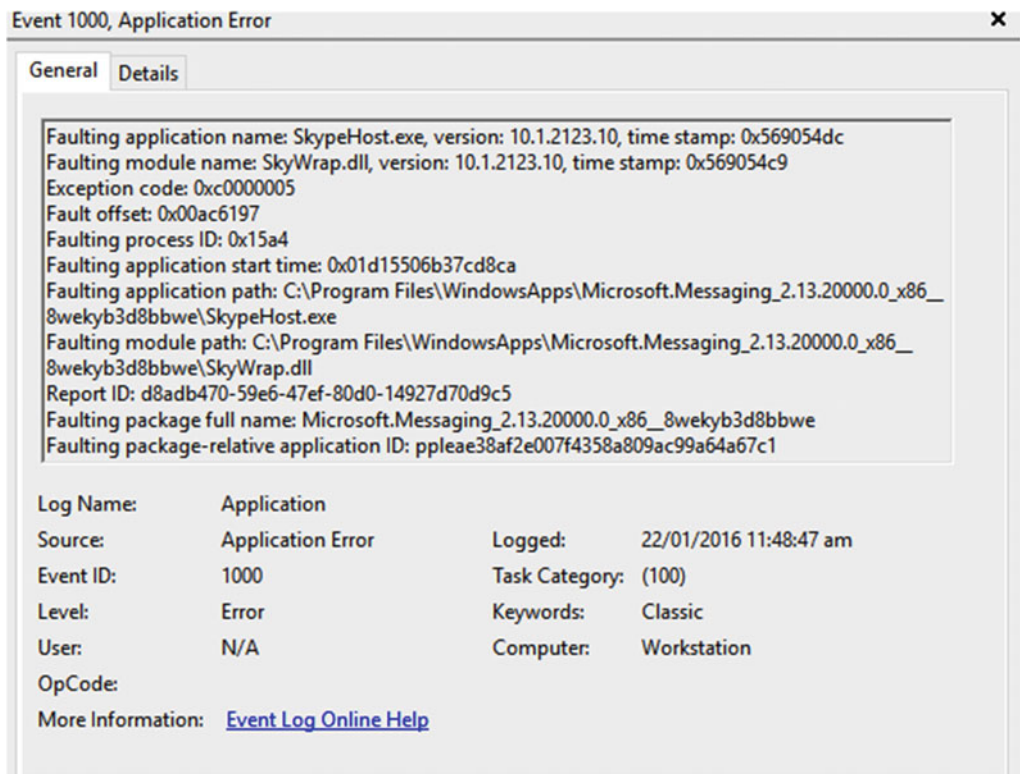 Event 1000, Application Error
General Details
Faulting application name: SkypeHost.exe, version: 10.1.2123.10, time stamp: 0x569054dc
Faulting module name: SkyWrap.dll, version: 10.1.2123.10, time stamp: 0x569054c9
Exception code: 0xc0000005
Fault offset: 0x00ac6197
Faulting process ID: 0x15a4
Faulting application start time: 0x01d15506b37cd8ca
Faulting application path: C:\Program Files\WindowsApps\Microsoft.Messaging_2.13.20000.0_x86__
8wekyb3d8bbwe\SkypeHost.exe
Faulting module path: C:\Program Files\WindowsApps\Microsoft.Messaging_2.13.20000.0_x86__
8wekyb3d8bbwe\SkyWrap.dll
Report ID: d8adb470-59e6-47ef-80d0-14927d70d9c5
Faulting package full name: Microsoft.Messaging_2.13.20000.0_x86__8wekyb3d8bbwe
Faulting package-relative application ID: ppleae38af2e007f4358a809ac99a64a67c1
Log Name: Application
Source: Application Error Logged: 22/01/2016 11:48:47 am
Event ID: 1000 Task Category: (100)
Level: Error Keywords: Classic
User: N/A Computer: Workstation
OpCode:
More Information: Event Log Online Help